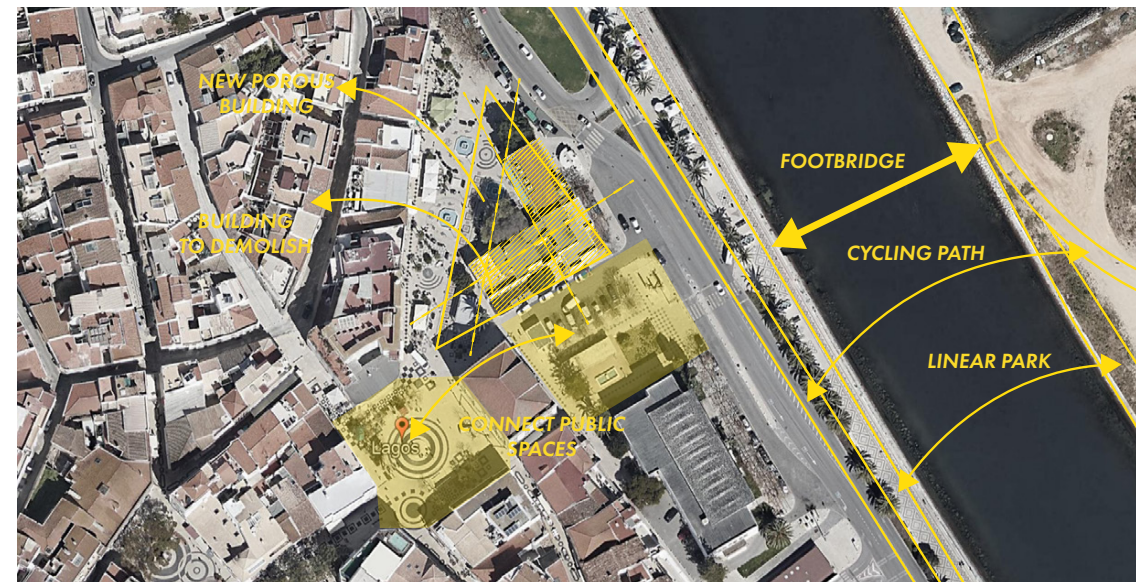 NEW POROUS
BUILDING
BUILDING
TO DEMOLISH
FOOTBRIDGE
CYCLING PATH
LINEAR PARK
CONNECT PUBLIC
SPACES
Lagos